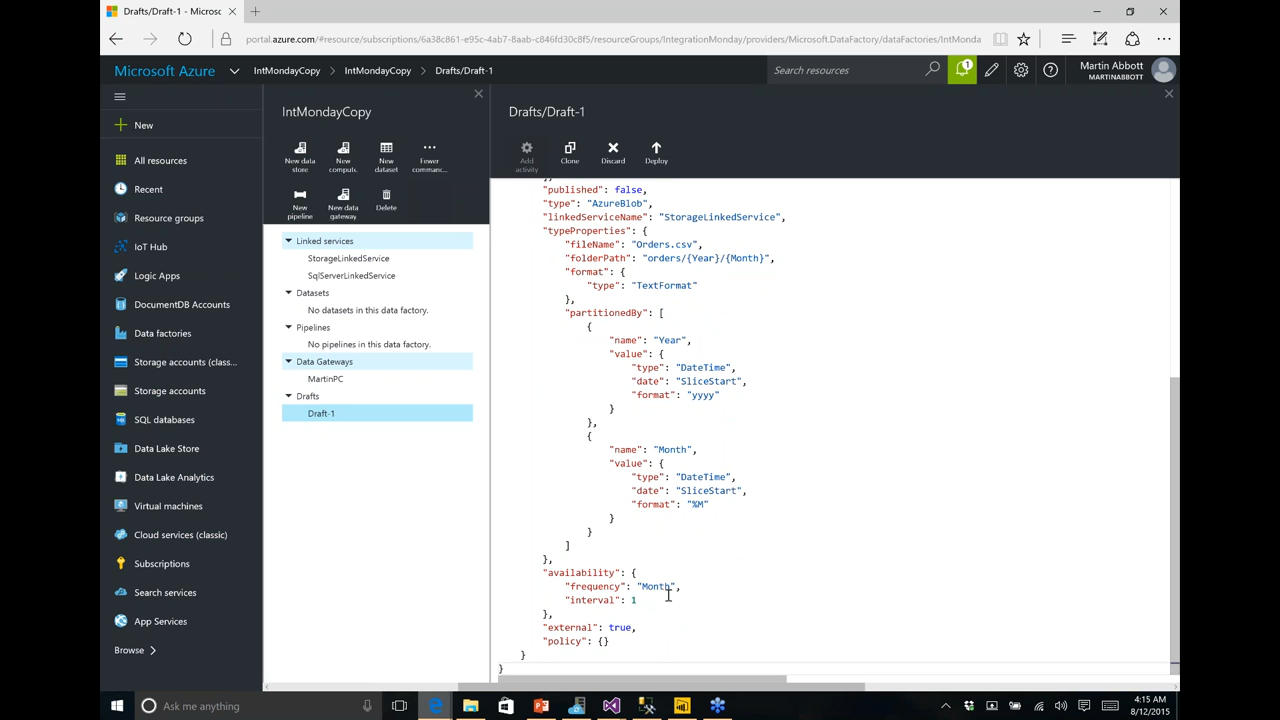 Drafts/Draft-1 - Microsof
portal.azure.com/#resource/subscriptions/6a38c861-e95c-4ab7-8aab-c846fd30c8f5/resourceGroups/IntegrationMonday/providers/Microsoft.DataFactory/dataFactories/IntMonda
Microsoft Azure
IntMondayCopy
IntMondayCopy
Drafts/Draft-1
Search resources
1
Martin Abbott
MARTINABBOTT
New
All resources
Recent
Resource groups
IoT Hub
Logic Apps
DocumentDB Accounts
Data factories
Storage accounts (class...
Storage accounts
SQL databases
Data Lake Store
Data Lake Analytics
Virtual machines
Cloud services (classic)
Subscriptions
Search services
App Services
Browse
IntMondayCopy
New data store
New comput...
New dataset
Fewer commanc...
New pipeline
New data gateway
Delete
Linked services
StorageLinkedService
SqlServerLinkedService
Datasets
No datasets in this data factory.
Pipelines
No pipelines in this data factory.
Data Gateways
MartinPC
Drafts
Draft-1
Drafts/Draft-1
Add activity
Clone
Discard
Deploy
"published": false,
"type": "AzureBlob",
"linkedServiceName": "StorageLinkedService",
"typeProperties": {
"fileName": "Orders.csv",
"folderPath": "orders/{Year}/{Month}",
"format": {
"type": "TextFormat"
},
"partitionedBy": [
{
"name": "Year",
"value": {
"type": "DateTime",
"date": "SliceStart",
"format": "yyyy"
}
},
{
"name": "Month",
"value": {
"type": "DateTime",
"date": "SliceStart",
"format": "%M"
}
}
]
},
"availability": {
"frequency": "Month",
"interval": 1
},
"external": true,
"policy": {}
}
}
Ask me anything
4:15 AM
8/12/2015